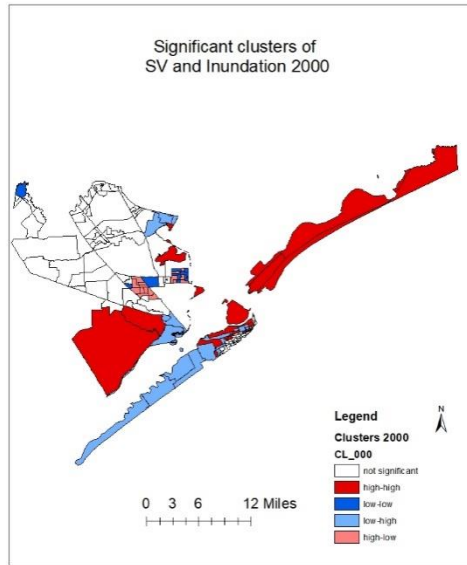 Significant clusters of
SV and Inundation 2000
N
Legend
Clusters 2000
CL_000
not significant
high-high
low-low
low-high
high-low
0 3 6 12 Miles